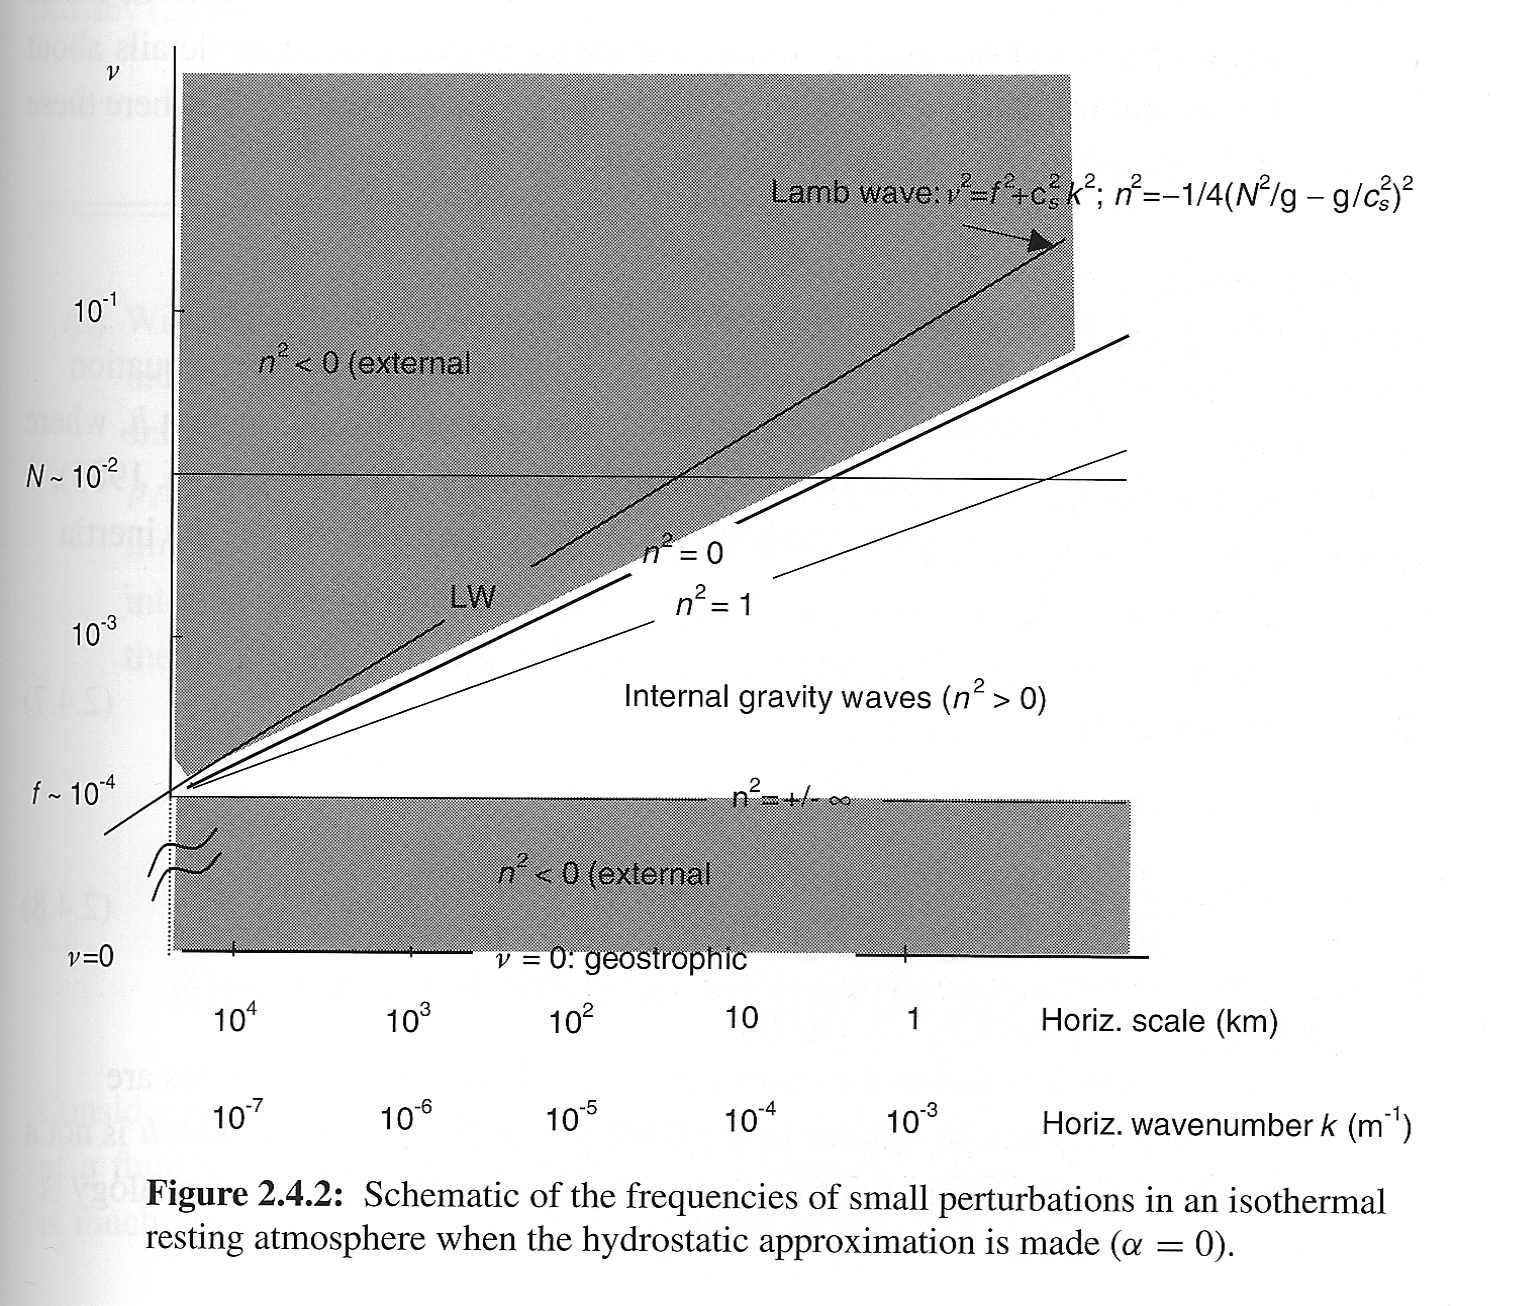 ν
Lamb wave: ν²=f²+c²ₛk²; n²=–1/4(N²/g – g/c²ₛ)²
10⁻¹
n² < 0 (external
N ~ 10⁻²
n² = 0
LW
n² = 1
10⁻³
Internal gravity waves (n² > 0)
f ~ 10⁻⁴
n²=+/- ∞
n² < 0 (external
ν=0
ν = 0: geostrophic
10⁴ 10³ 10² 10 1 Horiz. scale (km)
10⁻⁷ 10⁻⁶ 10⁻⁵ 10⁻⁴ 10⁻³ Horiz. wavenumber k (m⁻¹)
Figure 2.4.2: Schematic of the frequencies of small perturbations in an isothermal
resting atmosphere when the hydrostatic approximation is made (α = 0).